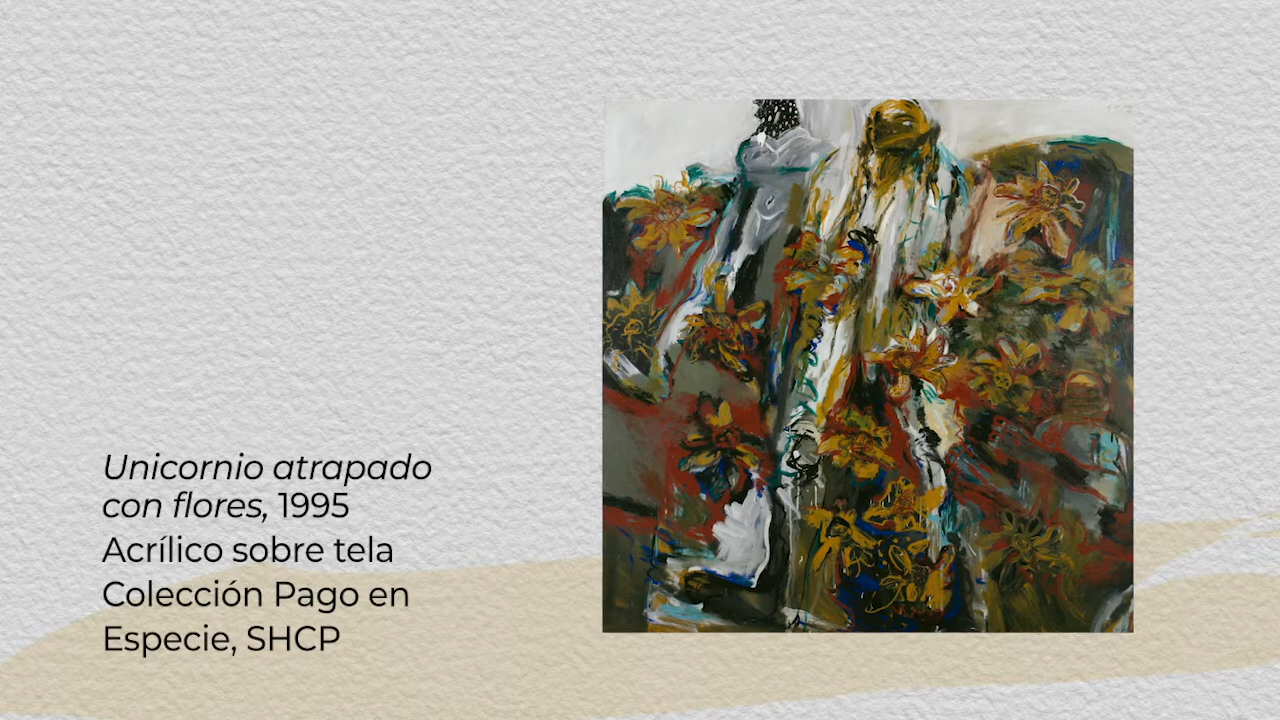 Unicornio atrapado
con flores, 1995
Acrílico sobre tela
Colección Pago en
Especie, SHCP